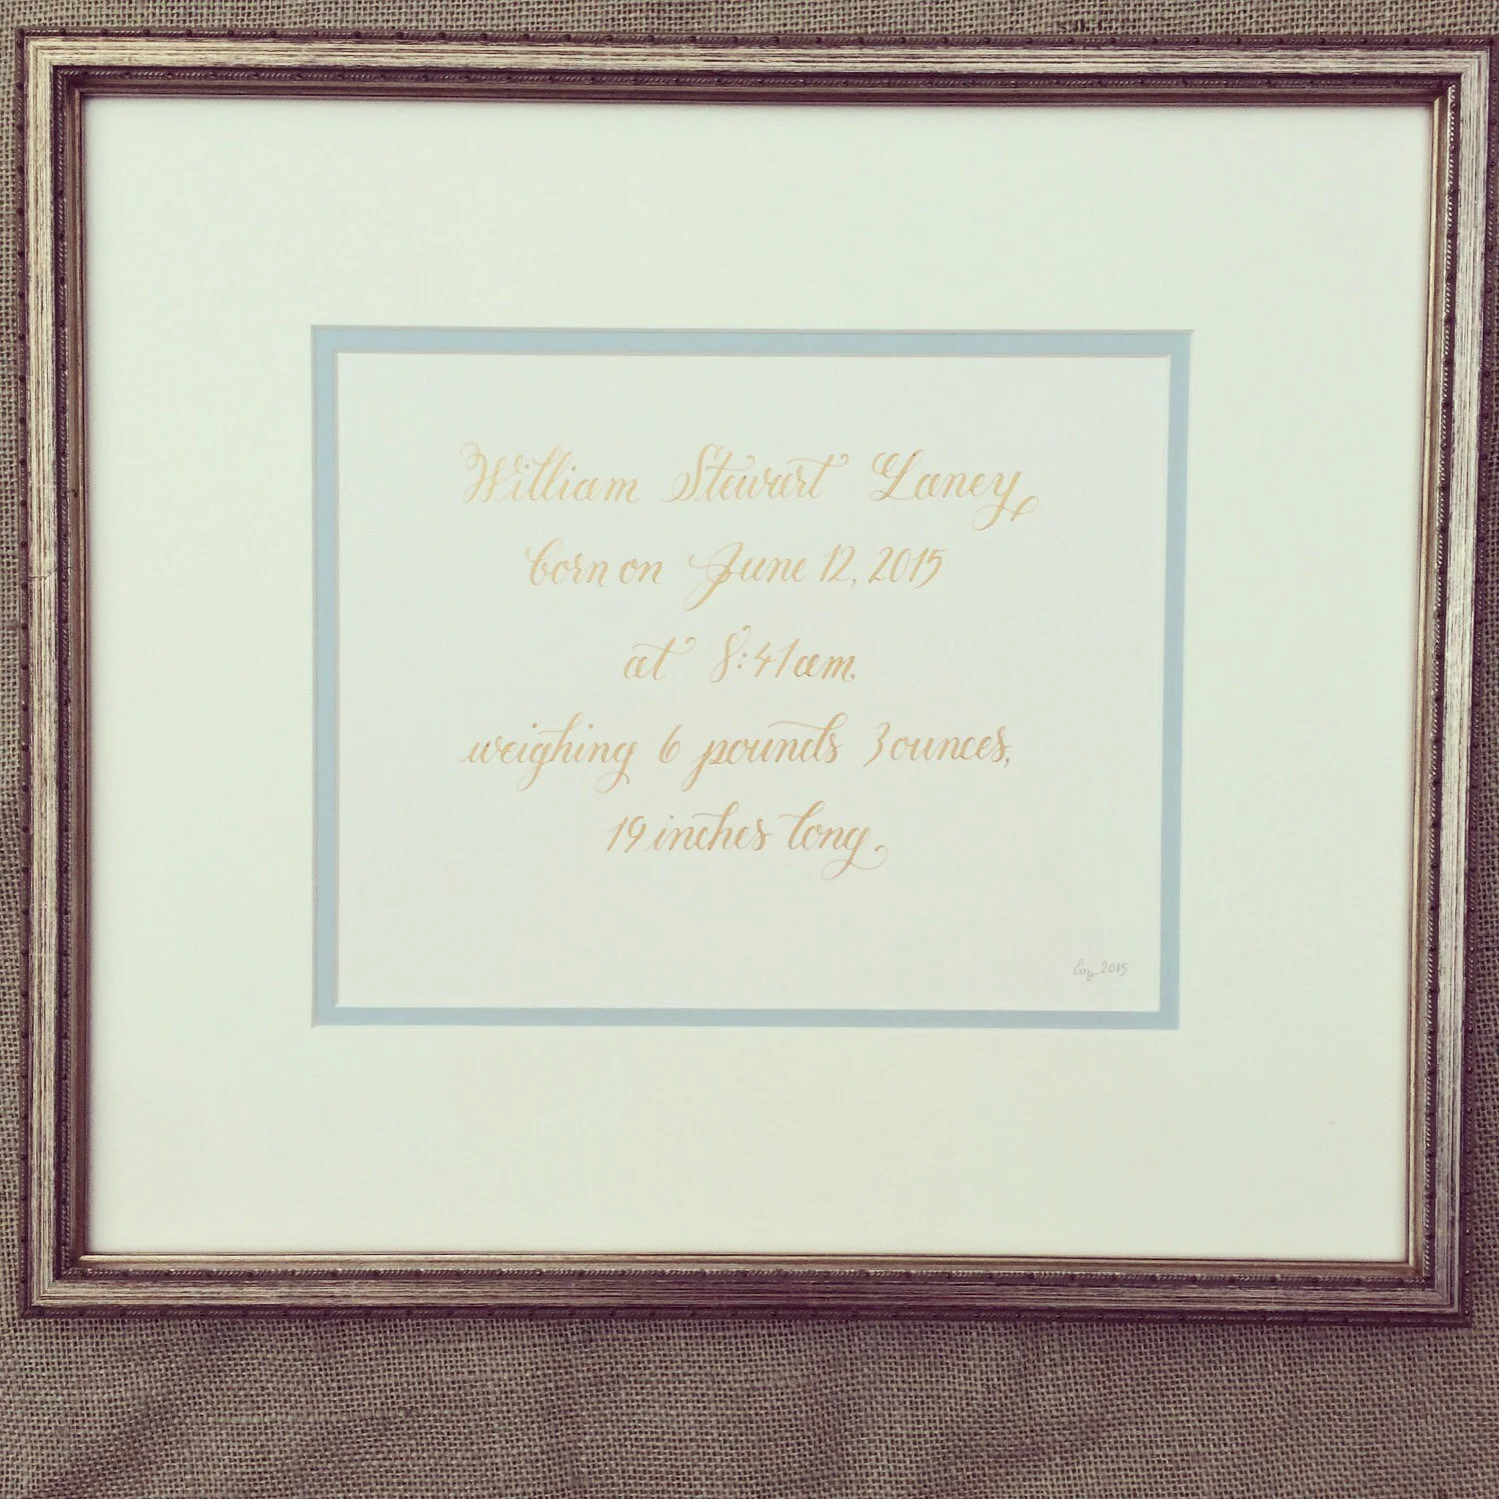 William Stewart Laney,
born on June 12, 2015
at 8:41am
weighing 6 pounds 3 ounces,
19 inches long.
2015